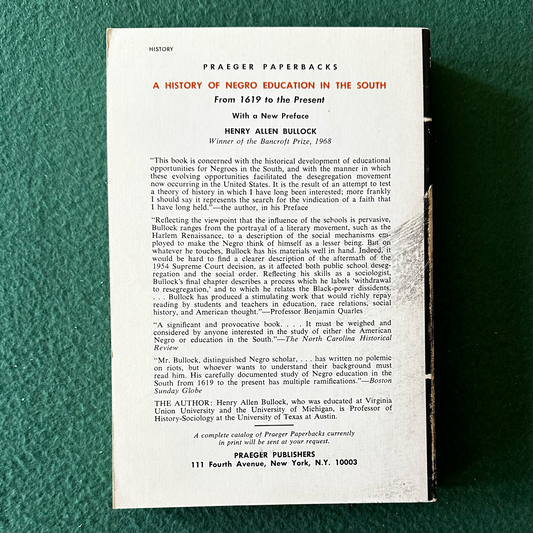 HISTORY
PRAEGER PAPERBACKS
A HISTORY OF NEGRO EDUCATION IN THE SOUTH
From 1619 to the Present
With a New Preface
HENRY ALLEN BULLOCK
Winner of the Bancroft Prize, 1968
"This book is concerned with the historical development of educational
opportunities for Negroes in the South, and with the manner in which
these evolving opportunities facilitated the desegregation movement
now occurring in the United States. It is the result of an attempt to test
a theory of history in which I have long been interested; more frankly
I should say it represents the search for the vindication of a faith that
I have long held."—the author, in his Preface
"Reflecting the viewpoint that the influence of the schools is pervasive,
Bullock ranges from the portrayal of a literary movement, such as the
Harlem Renaissance, to a description of the social mechanisms em-
ployed to make the Negro think of himself as a lesser being. But on
whatever he touches, Bullock has his materials well in hand. Indeed, it
would be hard to find a clearer description of the aftermath of the
1954 Supreme Court decision, as it affected both public school deseg-
regation and the social order. Reflecting his skills as a sociologist,
Bullock's final chapter describes a process which he labels 'withdrawal
to resegregation,' and to which he relates the Black-power dissidents.
. . . Bullock has produced a stimulating work that would richly repay
reading by students and teachers in education, race relations, social
history, and American thought."—Professor Benjamin Quarles
"A significant and provocative book. . . . It must be weighed and
considered by anyone interested in the study of either the American
Negro or education in the South."—The North Carolina Historical
Review
"Mr. Bullock, distinguished Negro scholar, . . . has written no polemic
on riots, but whoever wants to understand their background must
read him. His carefully documented study of Negro education in the
South from 1619 to the present has multiple ramifications."—Boston
Sunday Globe
THE AUTHOR: Henry Allen Bullock, who was educated at Virginia
Union University and the University of Michigan, is Professor of
History-Sociology at the University of Texas at Austin.
A complete catalog of Praeger Paperbacks currently
in print will be sent at your request.
PRAEGER PUBLISHERS
111 Fourth Avenue, New York, N.Y. 10003